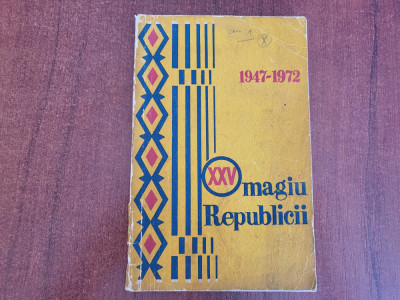 1947-1972
XXV
Omagiu
Republicii